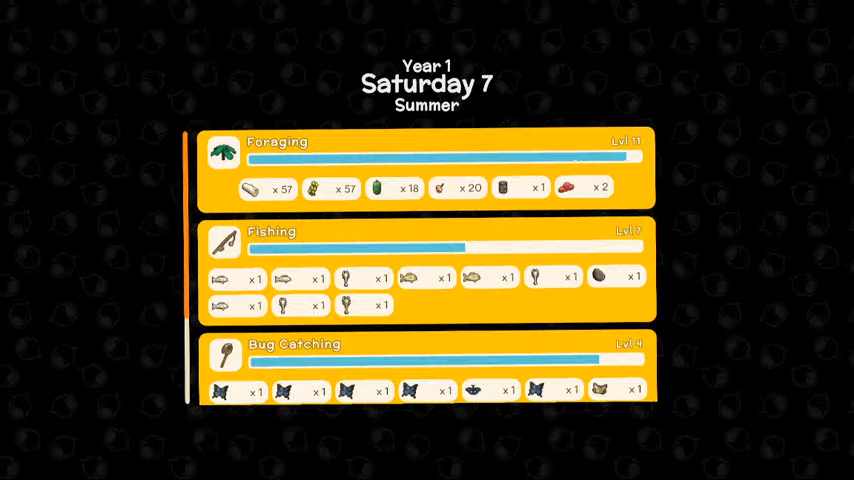 Year 1
Saturday 7
Summer
Foraging Lvl 11
x 57 x 57 x 18 x 20 x 1 x 2
Fishing Lvl 7
x 1 x 1 x 1 x 1 x 1 x 1 x 1
x 1 x 1 x 1
Bug Catching Lvl 4
x 1 x 1 x 1 x 1 x 1 x 1 x 1